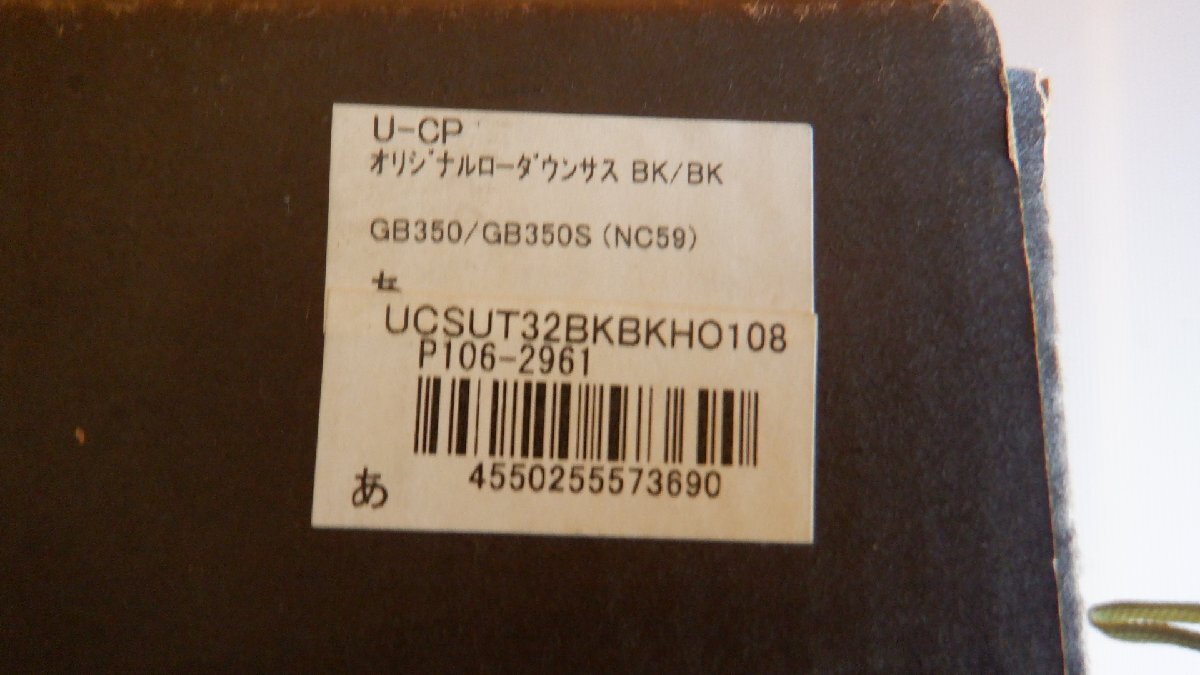 U-CP
ｵﾘｼﾞﾅﾙﾛｰﾀﾞｳﾝｻｽ BK/BK
GB350/GB350S (NC59)
ｾ
UCSUT32BKBKHO108
P106-2961
4550255573690
あ